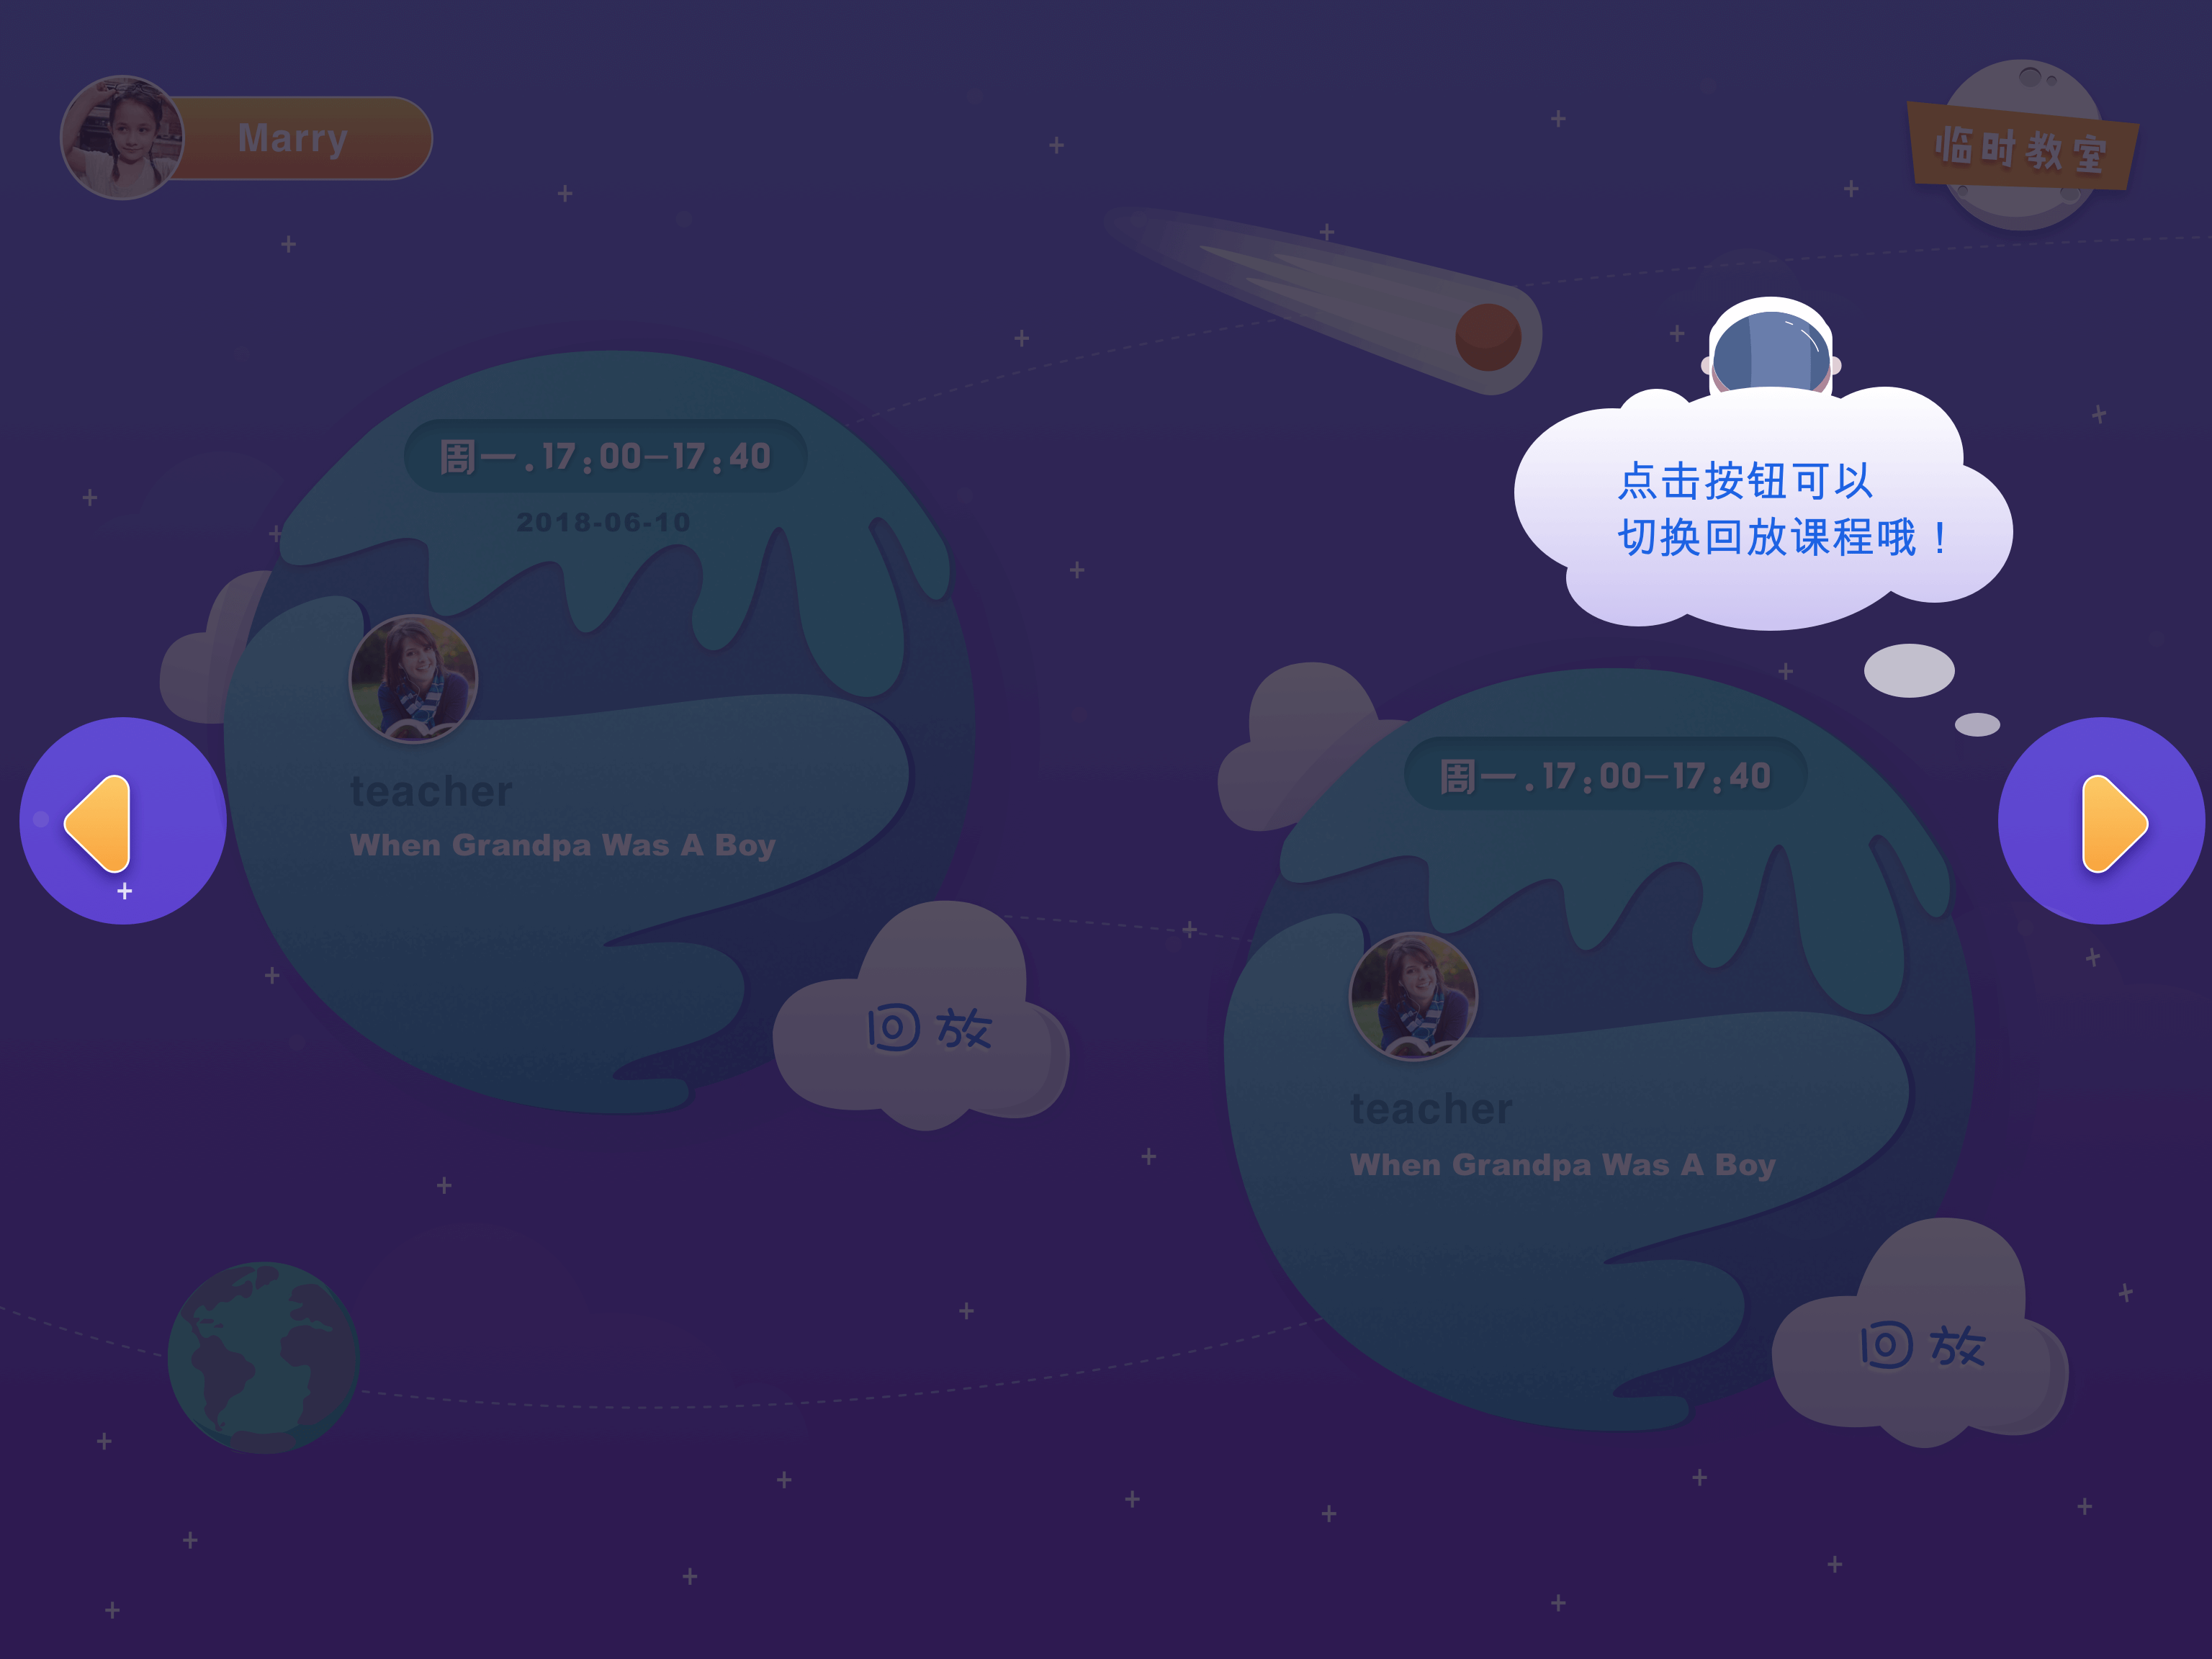 Marry
临时教室
周一.17:00—17:40
2018-06-10
teacher
When Grandpa Was A Boy
回放
点击按钮可以
切换回放课程哦！
周一.17:00—17:40
teacher
When Grandpa Was A Boy
回放